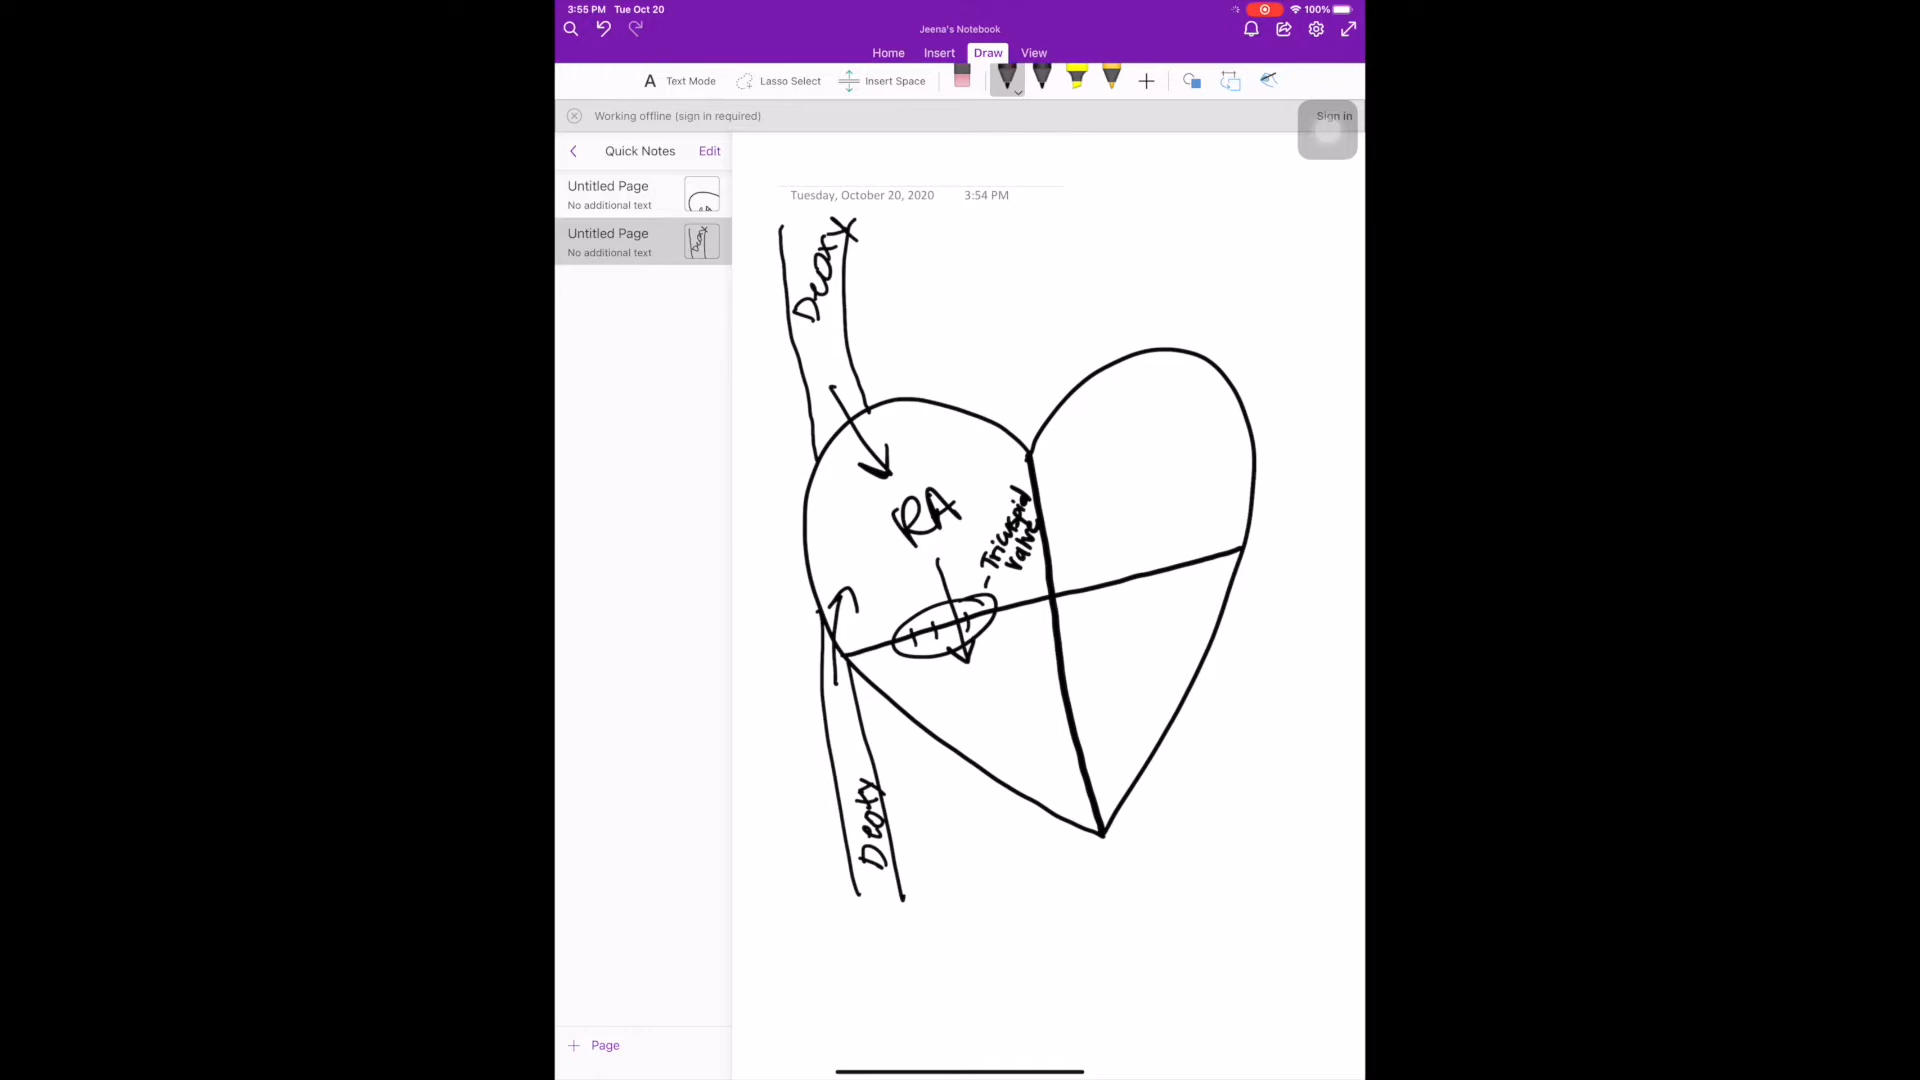 3:55 PM Tue Oct 20
100%
Jeena's Notebook
Home Insert Draw View
A Text Mode Lasso Select Insert Space
Working offline (sign in required)
Sign in
Quick Notes Edit
Untitled Page
No additional text
Untitled Page
No additional text
Tuesday, October 20, 2020 3:54 PM
Deoxy
RA
- Tricuspid
Valve
Deoxy
+ Page